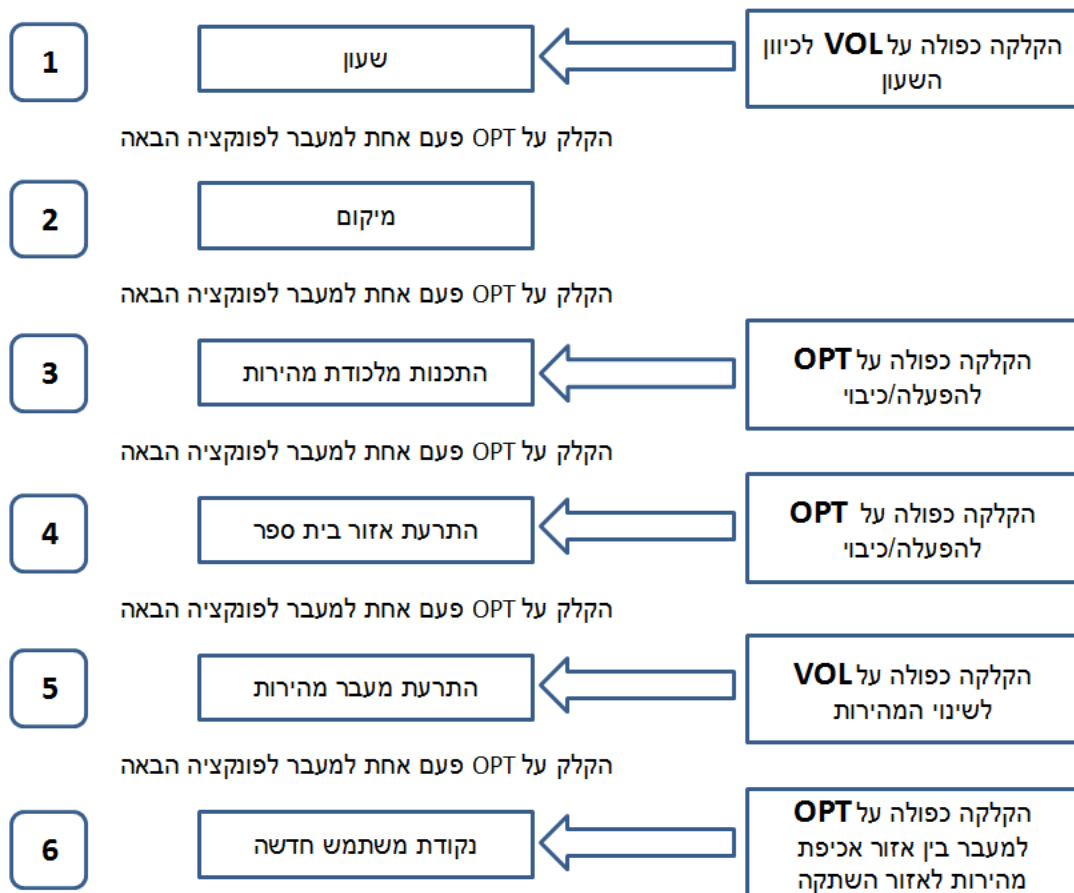 1
שעון
הקלקה כפולה על VOL לכיוון
השעון
הקלק על OPT פעם אחת למעבר לפונקציה הבאה
2
מיקום
הקלק על OPT פעם אחת למעבר לפונקציה הבאה
3
התכנות מלכודת מהירות
הקלקה כפולה על OPT
להפעלה/כיבוי
הקלק על OPT פעם אחת למעבר לפונקציה הבאה
4
התרעת אזור בית ספר
הקלקה כפולה על OPT
להפעלה/כיבוי
הקלק על OPT פעם אחת למעבר לפונקציה הבאה
5
התרעת מעבר מהירות
הקלקה כפולה על VOL
לשינוי המהירות
הקלק על OPT פעם אחת למעבר לפונקציה הבאה
6
נקודת משתמש חדשה
הקלקה כפולה על OPT
למעבר בין אזור אכיפת
מהירות לאזור השתקה